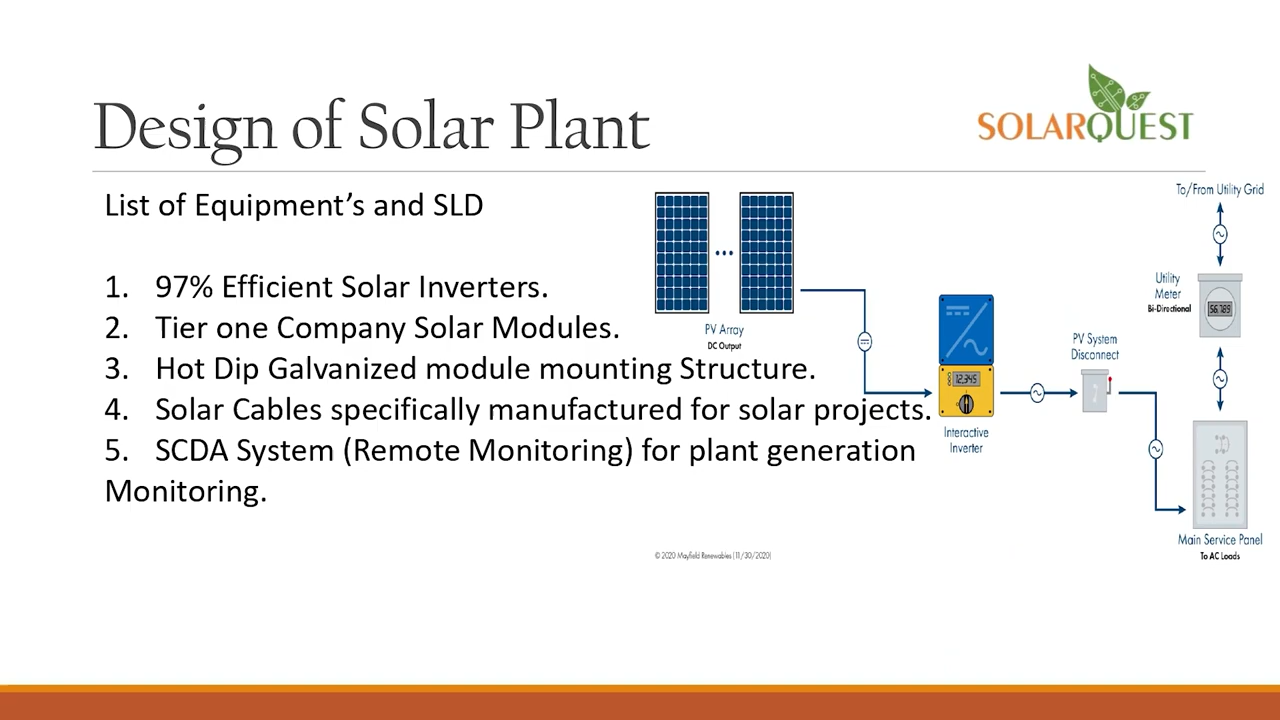 Design of Solar Plant
SOLARQUEST
List of Equipment’s and SLD
1. 97% Efficient Solar Inverters.
2. Tier one Company Solar Modules.
3. Hot Dip Galvanized module mounting Structure.
4. Solar Cables specifically manufactured for solar projects.
5. SCDA System (Remote Monitoring) for plant generation
Monitoring.
PV Array
DC Output
12,345
Interactive
Inverter
PV System
Disconnect
To/From Utility Grid
Utility
Meter
Bi-Directional
56,789
Main Service Panel
To AC Loads
© 2020 Mayfield Renewables (11/30/2020)